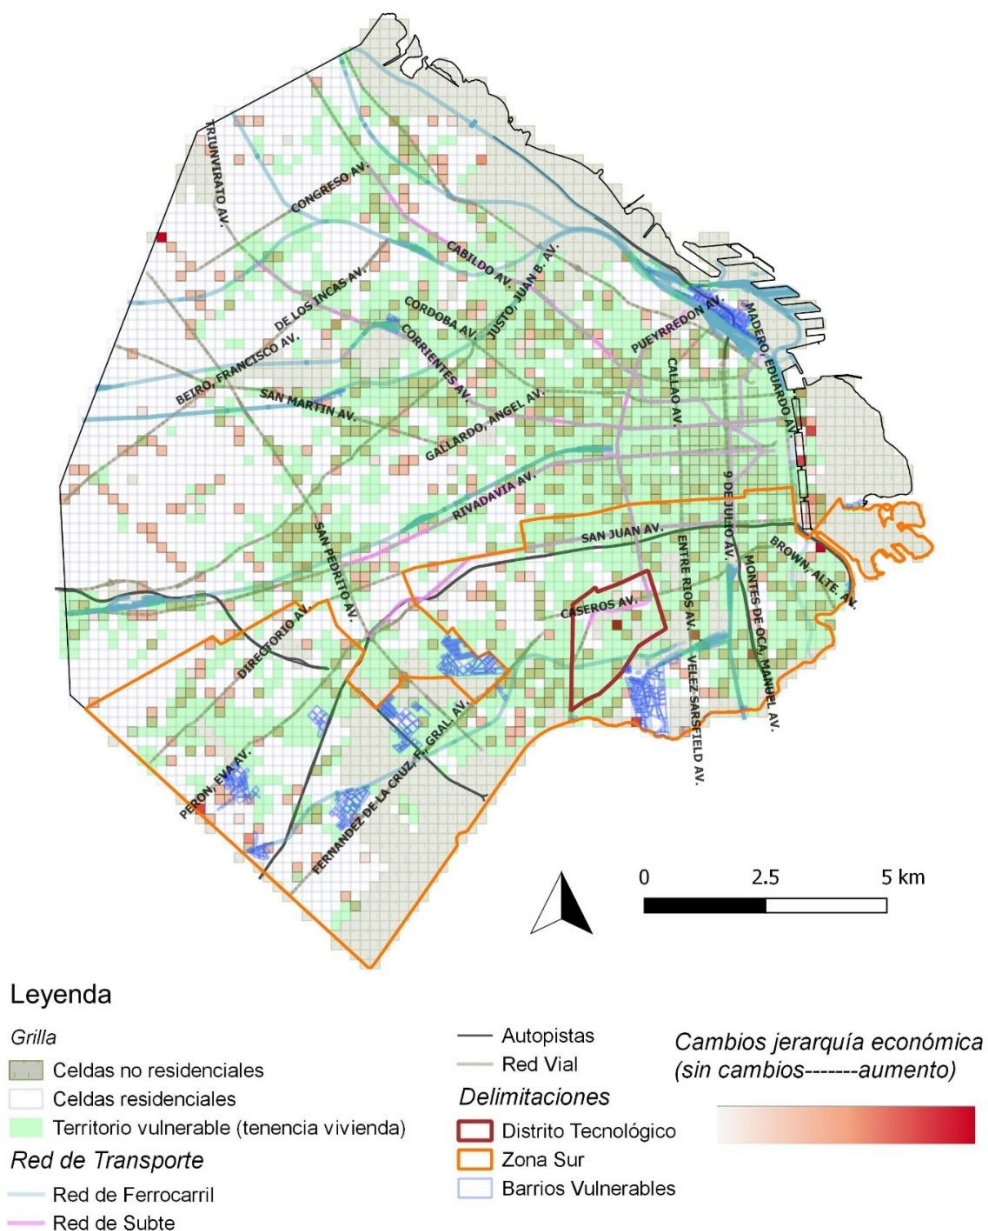 TRIUNVIRATO AV.
CONGRESO AV.
CABILDO AV.
JUSTO, JUAN B. AV.
DE LOS INCAS AV.
CORDOBA AV.
PUEYRREDON AV.
MADERO, EDUARDO AV.
BEIRO, FRANCISCO AV.
CORRIENTES AV.
CALLAO AV.
SAN MARTIN AV.
GALLARDO, ANGEL AV.
RIVADAVIA AV.
9 DE JULIO AV.
SAN PEDRITO AV.
SAN JUAN AV.
ENTRE RIOS AV.
BROWN, ALTE. AV.
MONTES DE OCA, MANUEL AV.
CASEROS AV.
DIRECTORIO AV.
VELEZ SARSFIELD AV.
PERON, EVA AV.
FERNANDEZ DE LA CRUZ, F., GRAL. AV.
0 2.5 5 km
Leyenda
Grilla
Celdas no residenciales
Celdas residenciales
Territorio vulnerable (tenencia vivienda)
Red de Transporte
Red de Ferrocarril
Red de Subte
Autopistas
Red Vial
Delimitaciones
Distrito Tecnológico
Zona Sur
Barrios Vulnerables
Cambios jerarquía económica
(sin cambios-------aumento)